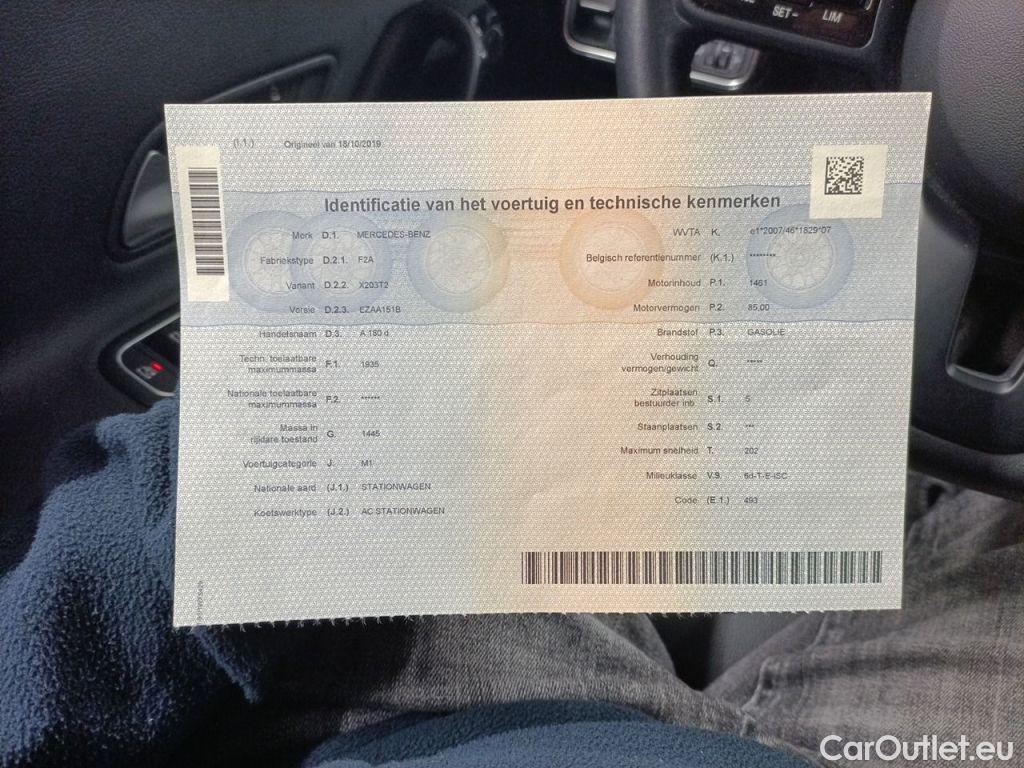 SET- LIM
(I.1.) Origineel van 18/10/2019
Identificatie van het voertuig en technische kenmerken
Merk D.1. MERCEDES-BENZ
Fabriekstype D.2.1. F2A
Variant D.2.2. X203T2
Versie D.2.3. EZAA151B
Handelsnaam D.3. A 180 d
Techn. toelaatbare
maximummassa F.1. 1935
Nationale toelaatbare
maximummassa F.2. ******
Massa in
rijklare toestand G. 1445
Voertuigcategorie J. M1
Nationale aard (J.1.) STATIONWAGEN
Koetswerktype (J.2.) AC STATIONWAGEN
WVTA K. e1*2007/46*1829*07
Belgisch referentienummer (K.1.) ********
Motorinhoud P.1. 1461
Motorvermogen P.2. 85,00
Brandstof P.3. GASOLIE
Verhouding
vermogen/gewicht Q. *****
Zitplaatsen
bestuurder inb. S.1. 5
Staanplaatsen S.2. ***
Maximum snelheid T. 202
Milieuklasse V.9. 6d-T-E-ISC
Code (E.1.) 493
CarOutlet.eu